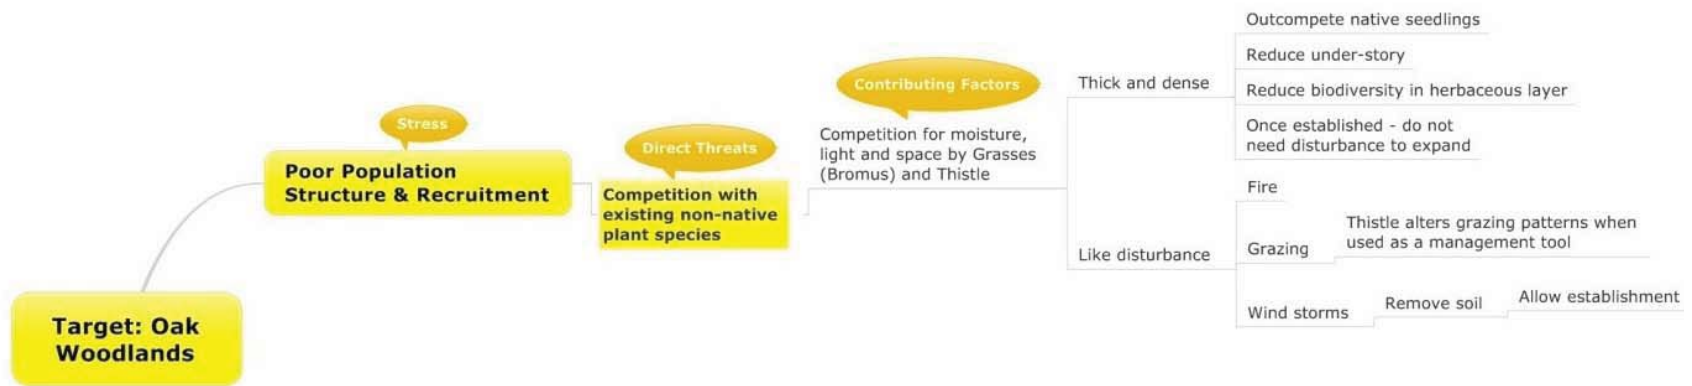 Target: Oak
Woodlands
Stress
Poor Population
Structure & Recruitment
Direct Threats
Competition with
existing non-native
plant species
Contributing Factors
Competition for moisture,
light and space by Grasses
(Bromus) and Thistle
Thick and dense
Outcompete native seedlings
Reduce under-story
Reduce biodiversity in herbaceous layer
Once established - do not
need disturbance to expand
Like disturbance
Fire
Grazing
Thistle alters grazing patterns when
used as a management tool
Wind storms
Remove soil
Allow establishment